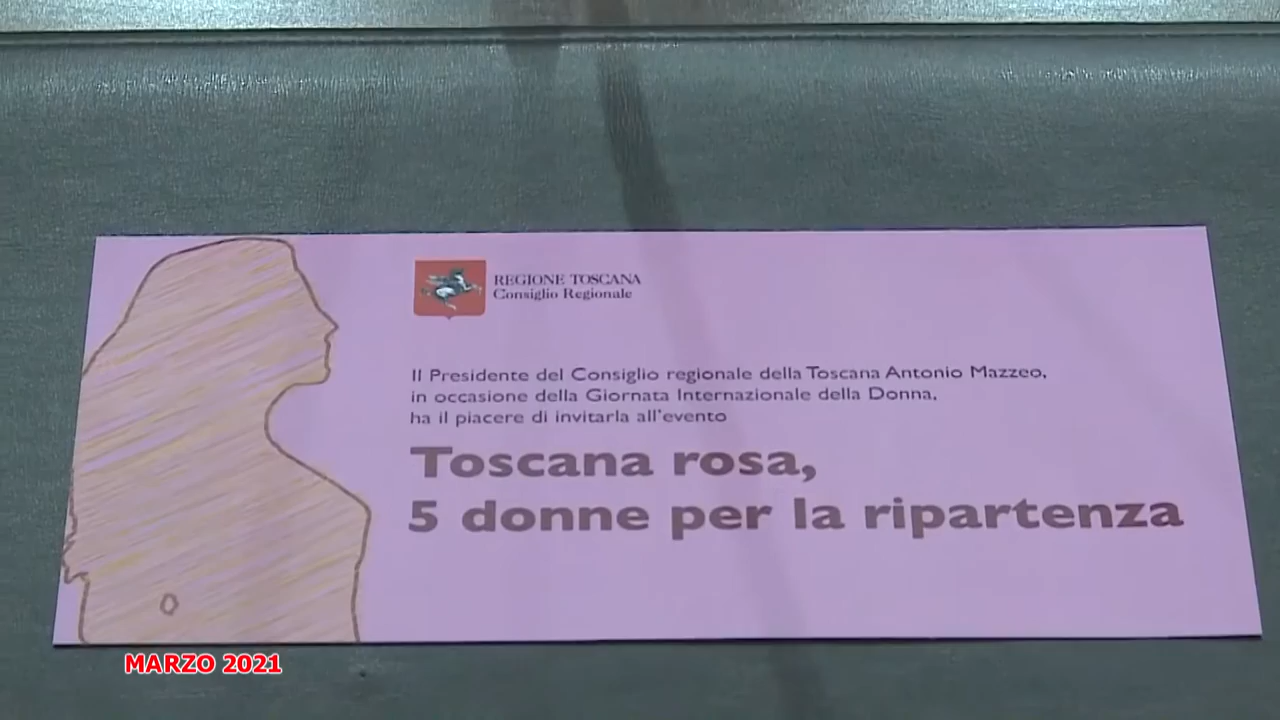 REGIONE TOSCANA
Consiglio Regionale
Il Presidente del Consiglio regionale della Toscana Antonio Mazzeo,
in occasione della Giornata Internazionale della Donna,
ha il piacere di invitarla all'evento
Toscana rosa,
5 donne per la ripartenza
MARZO 2021